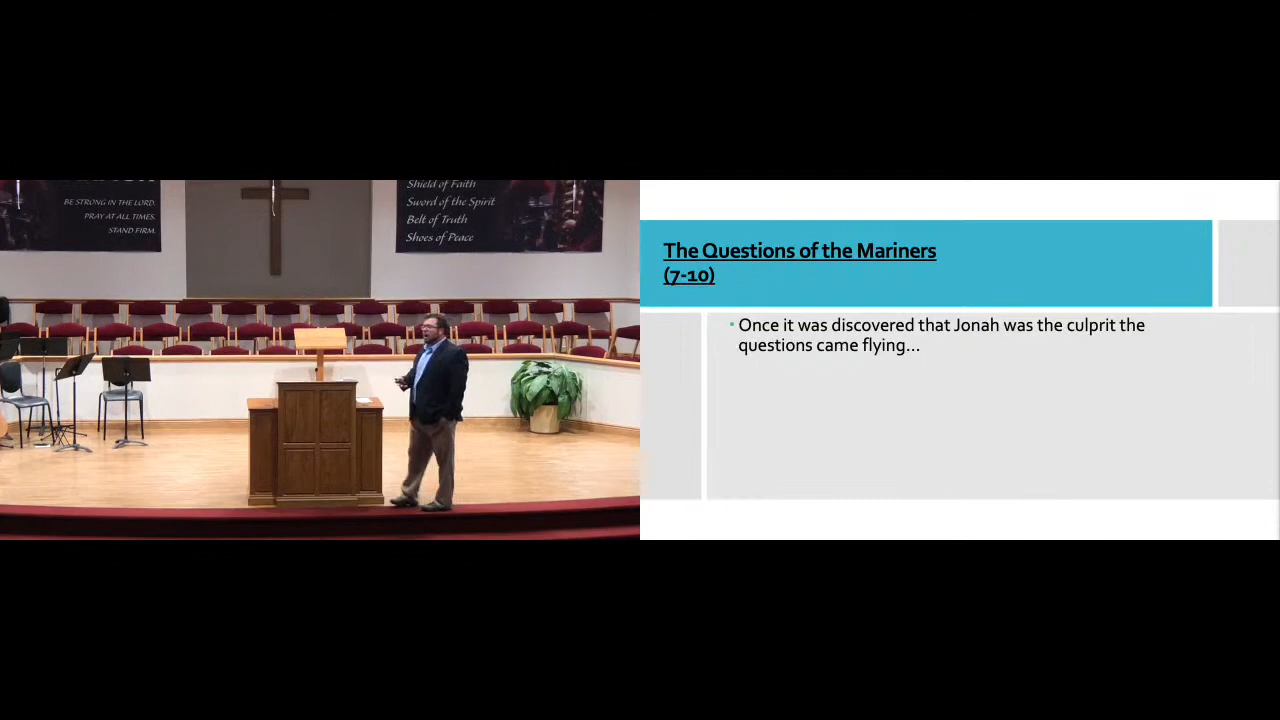 BE STRONG IN THE LORD.
PRAY AT ALL TIMES.
STAND FIRM.
Shield of Faith
Sword of the Spirit
Belt of Truth
Shoes of Peace
The Questions of the Mariners
(7-10)
Once it was discovered that Jonah was the culprit the
questions came flying...